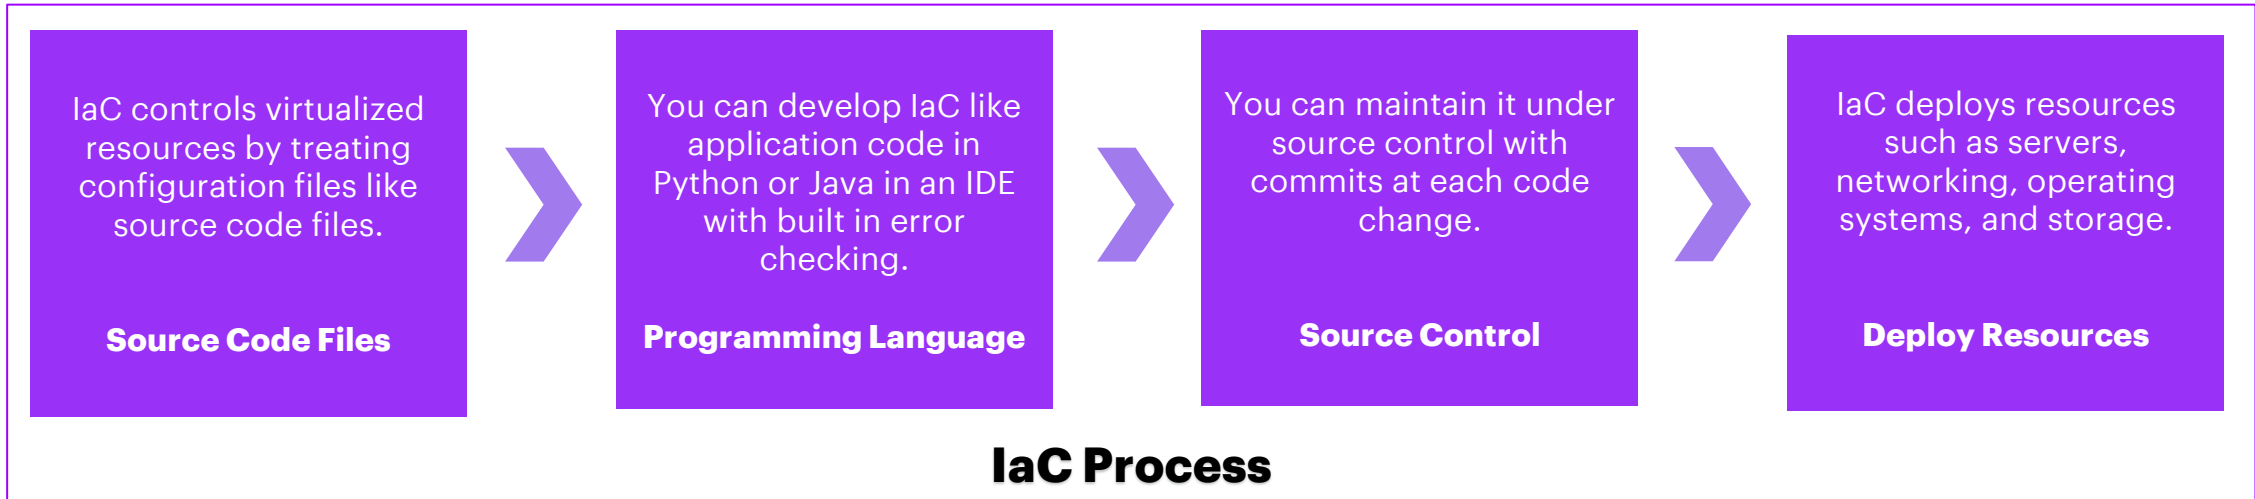 IaC controls virtualized
resources by treating
configuration files like
source code files.
Source Code Files
You can develop IaC like
application code in
Python or Java in an IDE
with built in error
checking.
Programming Language
You can maintain it under
source control with
commits at each code
change.
Source Control
IaC deploys resources
such as servers,
networking, operating
systems, and storage.
Deploy Resources
IaC Process